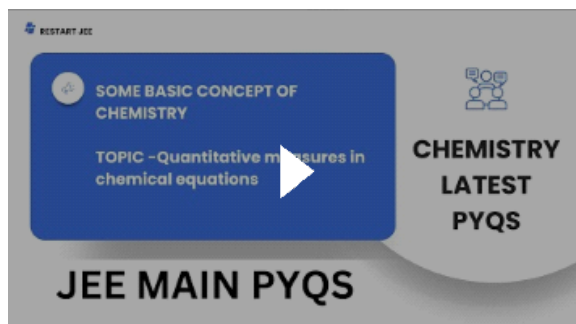 RESTART JEE
SOME BASIC CONCEPT OF
CHEMISTRY
TOPIC -Quantitative measures in
chemical equations
CHEMISTRY
LATEST
PYQS
JEE MAIN PYQS